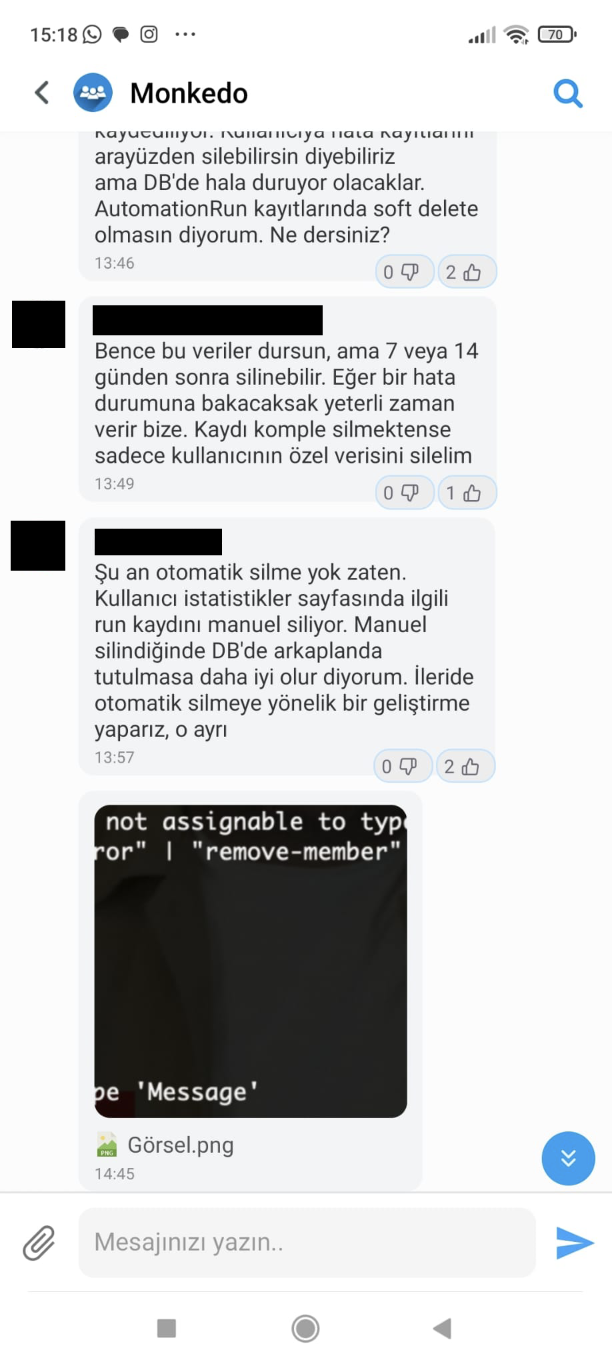 15:18
70
Monkedo
kaydediliyor. Kullanıcıya hata kayıtlarını
arayüzden silebilirsin diyebiliriz
ama DB'de hala duruyor olacaklar.
AutomationRun kayıtlarında soft delete
olmasın diyorum. Ne dersiniz?
13:46
0
2
Bence bu veriler dursun, ama 7 veya 14
günden sonra silinebilir. Eğer bir hata
durumuna bakacaksak yeterli zaman
verir bize. Kaydı komple silmektense
sadece kullanıcının özel verisini silelim
13:49
0
1
Şu an otomatik silme yok zaten.
Kullanıcı istatistikler sayfasında ilgili
run kaydını manuel siliyor. Manuel
silindiğinde DB'de arkaplanda
tutulmasa daha iyi olur diyorum. İleride
otomatik silmeye yönelik bir geliştirme
yaparız, o ayrı
13:57
0
2
not assignable to type
ror" | "remove-member"
pe 'Message'
PNG
Görsel.png
14:45
Mesajınızı yazın..